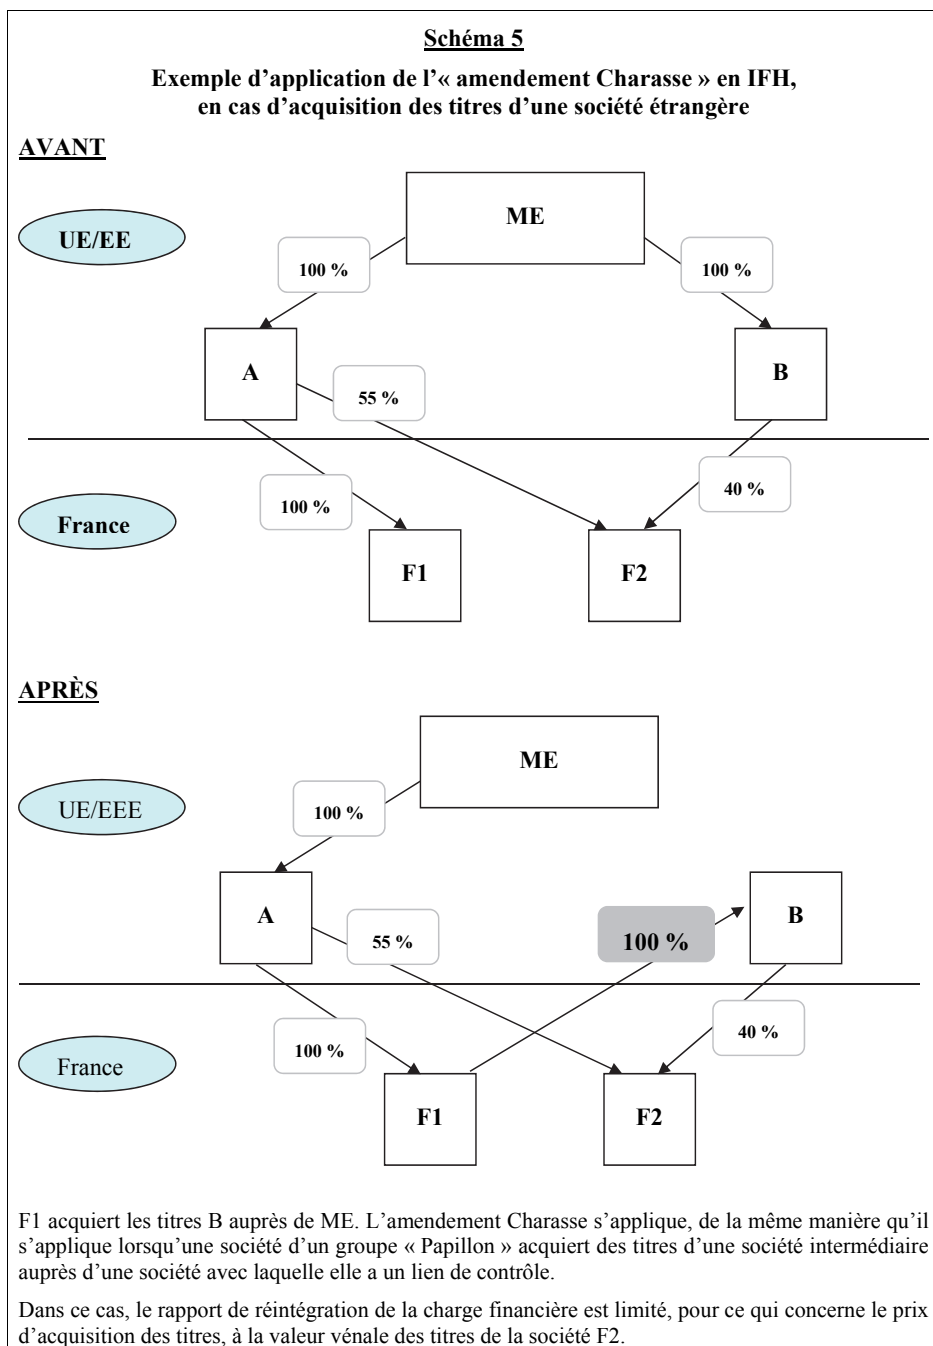 Schéma 5
Exemple d'application de l'« amendement Charasse » en IFH,
en cas d'acquisition des titres d'une société étrangère
AVANT
ME
UE/EE
100 %
100 %
A
B
55 %
100 %
40 %
France
F1
F2
APRÈS
ME
UE/EEE
100 %
A
B
55 %
100 %
100 %
40 %
France
F1
F2
F1 acquiert les titres B auprès de ME. L'amendement Charasse s'applique, de la même manière qu'il
s'applique lorsqu'une société d'un groupe « Papillon » acquiert des titres d'une société intermédiaire
auprès d'une société avec laquelle elle a un lien de contrôle.
Dans ce cas, le rapport de réintégration de la charge financière est limité, pour ce qui concerne le prix
d'acquisition des titres, à la valeur vénale des titres de la société F2.